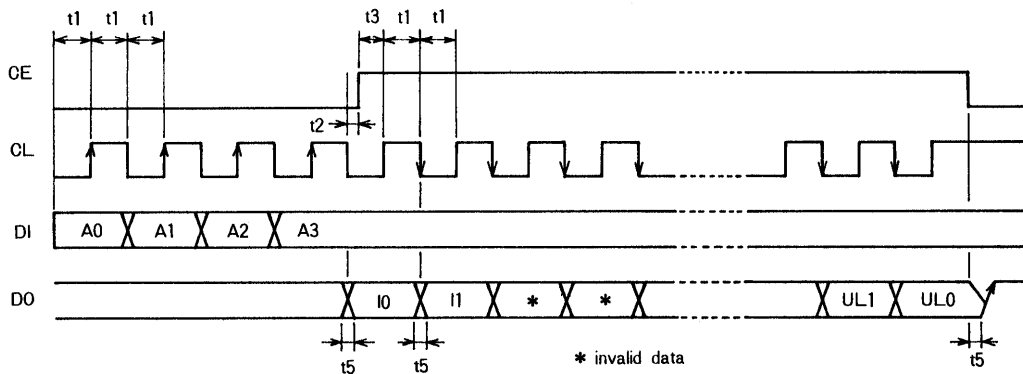 t1 t1 t1 t3 t1 t1
CE
t2
CL
DI A0 A1 A2 A3
DO I0 I1 * * UL1 UL0
t5 t5 * invalid data t5